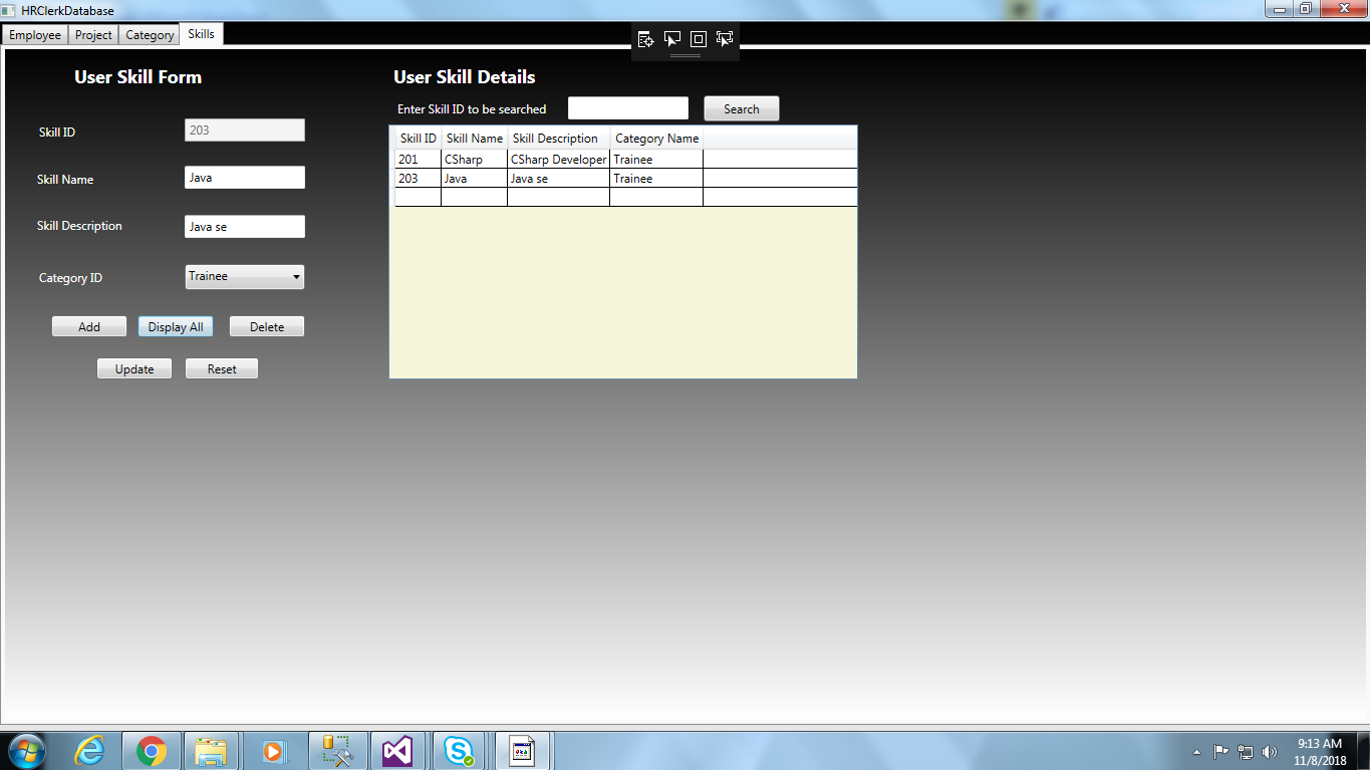 HRClerkDatabase
Employee Project Category Skills
User Skill Form
Skill ID 203
Skill Name Java
Skill Description Java se
Category ID Trainee
Add Display All Delete
Update Reset
User Skill Details
Enter Skill ID to be searched Search
Skill ID Skill Name Skill Description Category Name
201 CSharp CSharp Developer Trainee
203 Java Java se Trainee
9:13 AM
11/8/2018